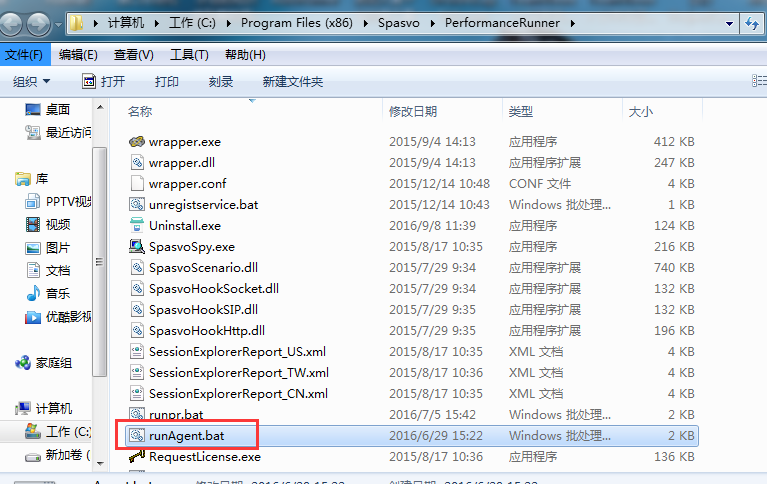 计算机 工作 (C:) Program Files (x86) Spasvo PerformanceRunner
文件(F) 编辑(E) 查看(V) 工具(T) 帮助(H)
组织 打开 打印 刻录 新建文件夹
名称 修改日期 类型 大小
桌面
最近访问
库
PPTV视频
视频
图片
文档
音乐
优酷影视
家庭组
计算机
工作 (C:)
新加卷 (
wrapper.exe 2015/9/4 14:13 应用程序 412 KB
wrapper.dll 2015/9/4 14:13 应用程序扩展 247 KB
wrapper.conf 2015/12/14 10:48 CONF 文件 4 KB
unregistservice.bat 2015/12/14 10:43 Windows 批处理... 1 KB
Uninstall.exe 2016/9/8 11:39 应用程序 124 KB
SpasvoSpy.exe 2015/8/17 10:35 应用程序 216 KB
SpasvoScenario.dll 2015/7/29 9:34 应用程序扩展 740 KB
SpasvoHookSocket.dll 2015/7/29 9:34 应用程序扩展 132 KB
SpasvoHookSIP.dll 2015/7/29 9:35 应用程序扩展 132 KB
SpasvoHookHttp.dll 2015/7/29 9:35 应用程序扩展 196 KB
SessionExplorerReport_US.xml 2015/8/17 10:35 XML 文档 4 KB
SessionExplorerReport_TW.xml 2015/8/17 10:36 XML 文档 4 KB
SessionExplorerReport_CN.xml 2015/8/17 10:35 XML 文档 4 KB
runpr.bat 2016/7/5 15:42 Windows 批处理... 2 KB
runAgent.bat 2016/6/29 15:22 Windows 批处理... 2 KB
RequestLicense.exe 2015/8/17 10:36 应用程序 136 KB